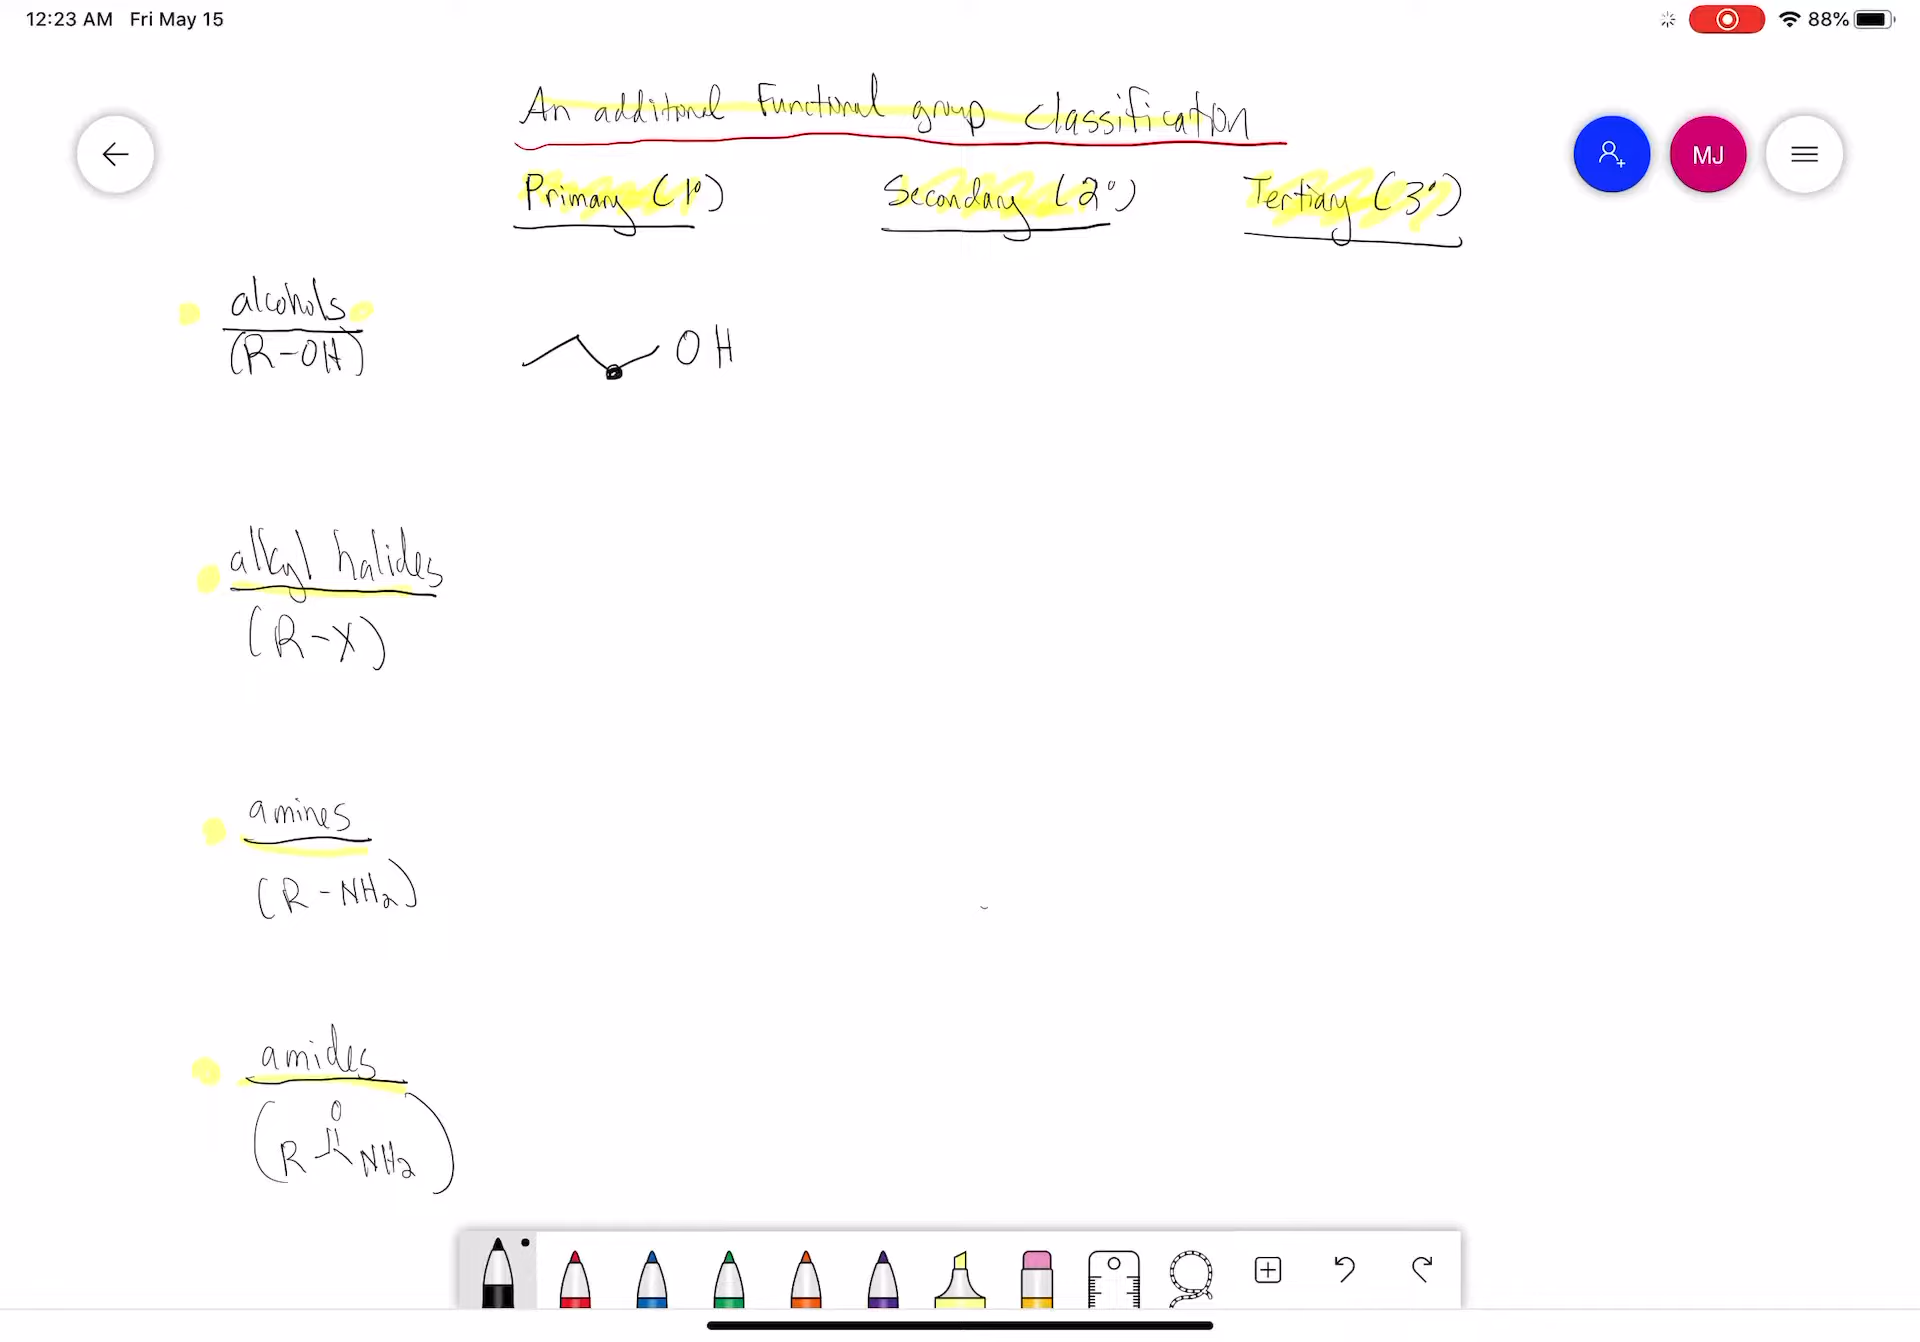 12:23 AM Fri May 15
88%
An additional Functional group classification
MJ
Primary (1°) Secondary (2°) Tertiary (3°)
alcohols
(R-OH)
OH
alkyl halides
(R-X)
amines
(R-NH2)
amides
O
(R NH2)